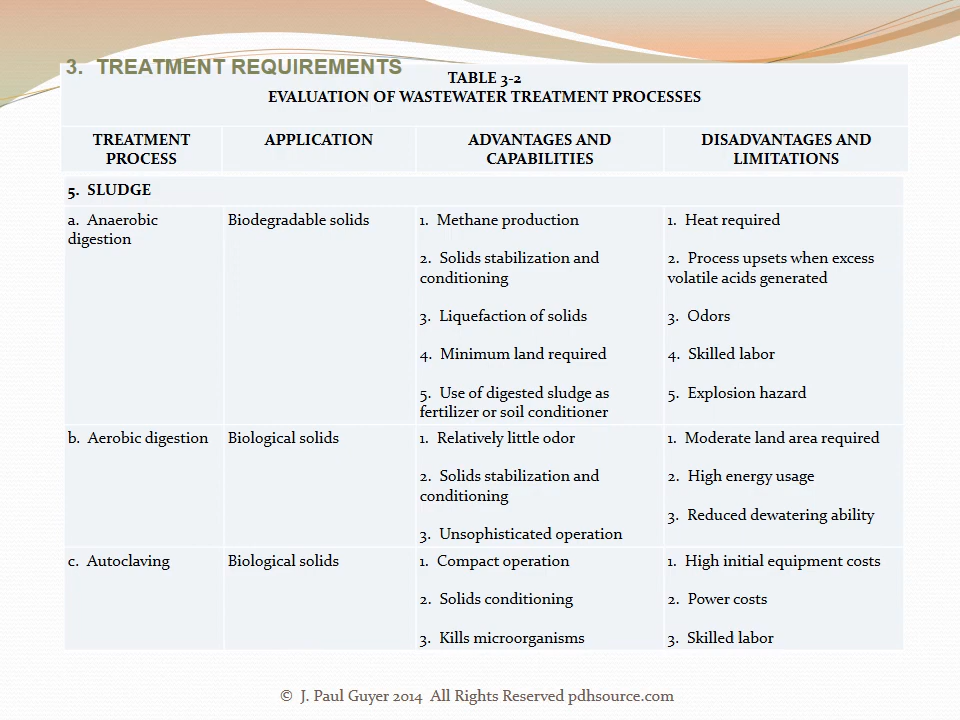 3. TREATMENT REQUIREMENTS
TABLE 3-2
EVALUATION OF WASTEWATER TREATMENT PROCESSES
TREATMENT
PROCESS
APPLICATION
ADVANTAGES AND
CAPABILITIES
DISADVANTAGES AND
LIMITATIONS
5. SLUDGE
a. Anaerobic
digestion
Biodegradable solids
1. Methane production
2. Solids stabilization and
conditioning
3. Liquefaction of solids
4. Minimum land required
5. Use of digested sludge as
fertilizer or soil conditioner
1. Heat required
2. Process upsets when excess
volatile acids generated
3. Odors
4. Skilled labor
5. Explosion hazard
b. Aerobic digestion
Biological solids
1. Relatively little odor
2. Solids stabilization and
conditioning
3. Unsophisticated operation
1. Moderate land area required
2. High energy usage
3. Reduced dewatering ability
c. Autoclaving
Biological solids
1. Compact operation
2. Solids conditioning
3. Kills microorganisms
1. High initial equipment costs
2. Power costs
3. Skilled labor
© J. Paul Guyer 2014 All Rights Reserved pdhsource.com